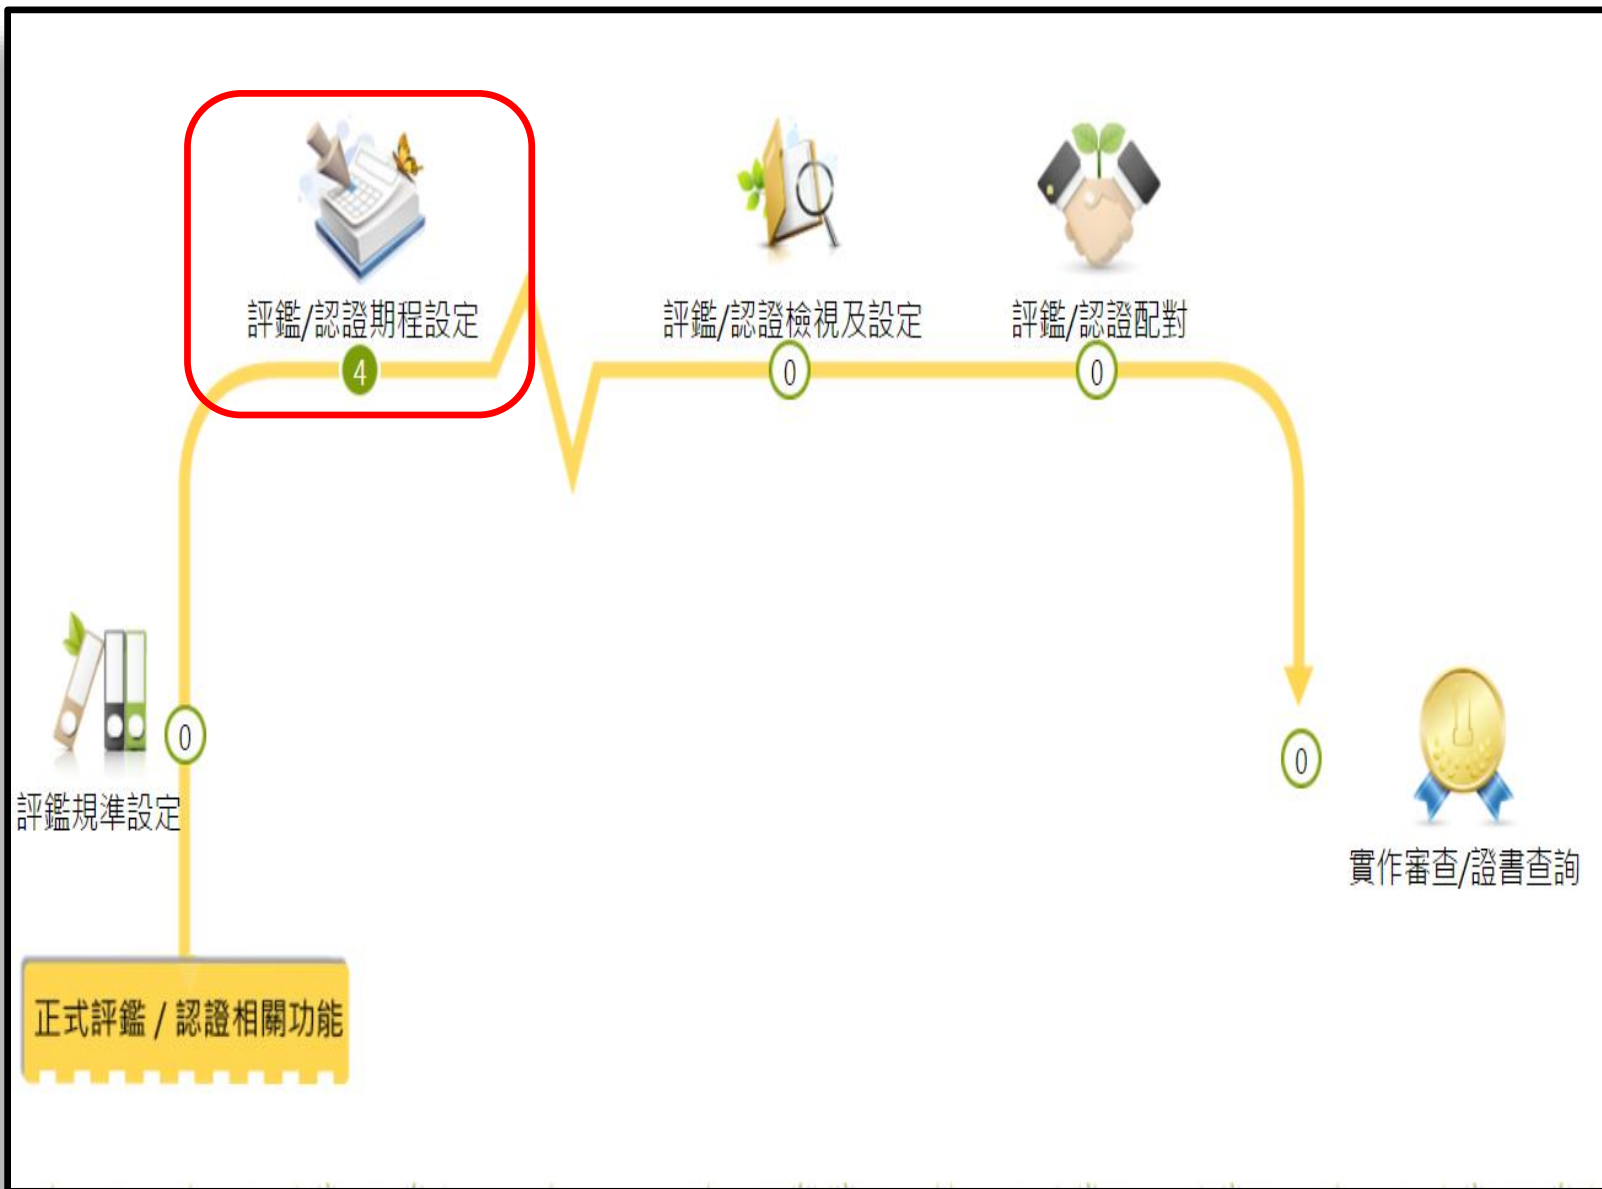 評鑑/認證期程設定
4
評鑑/認證檢視及設定
0
評鑑/認證配對
0
評鑑規準設定
0
0
實作審查/證書查詢
正式評鑑 / 認證相關功能